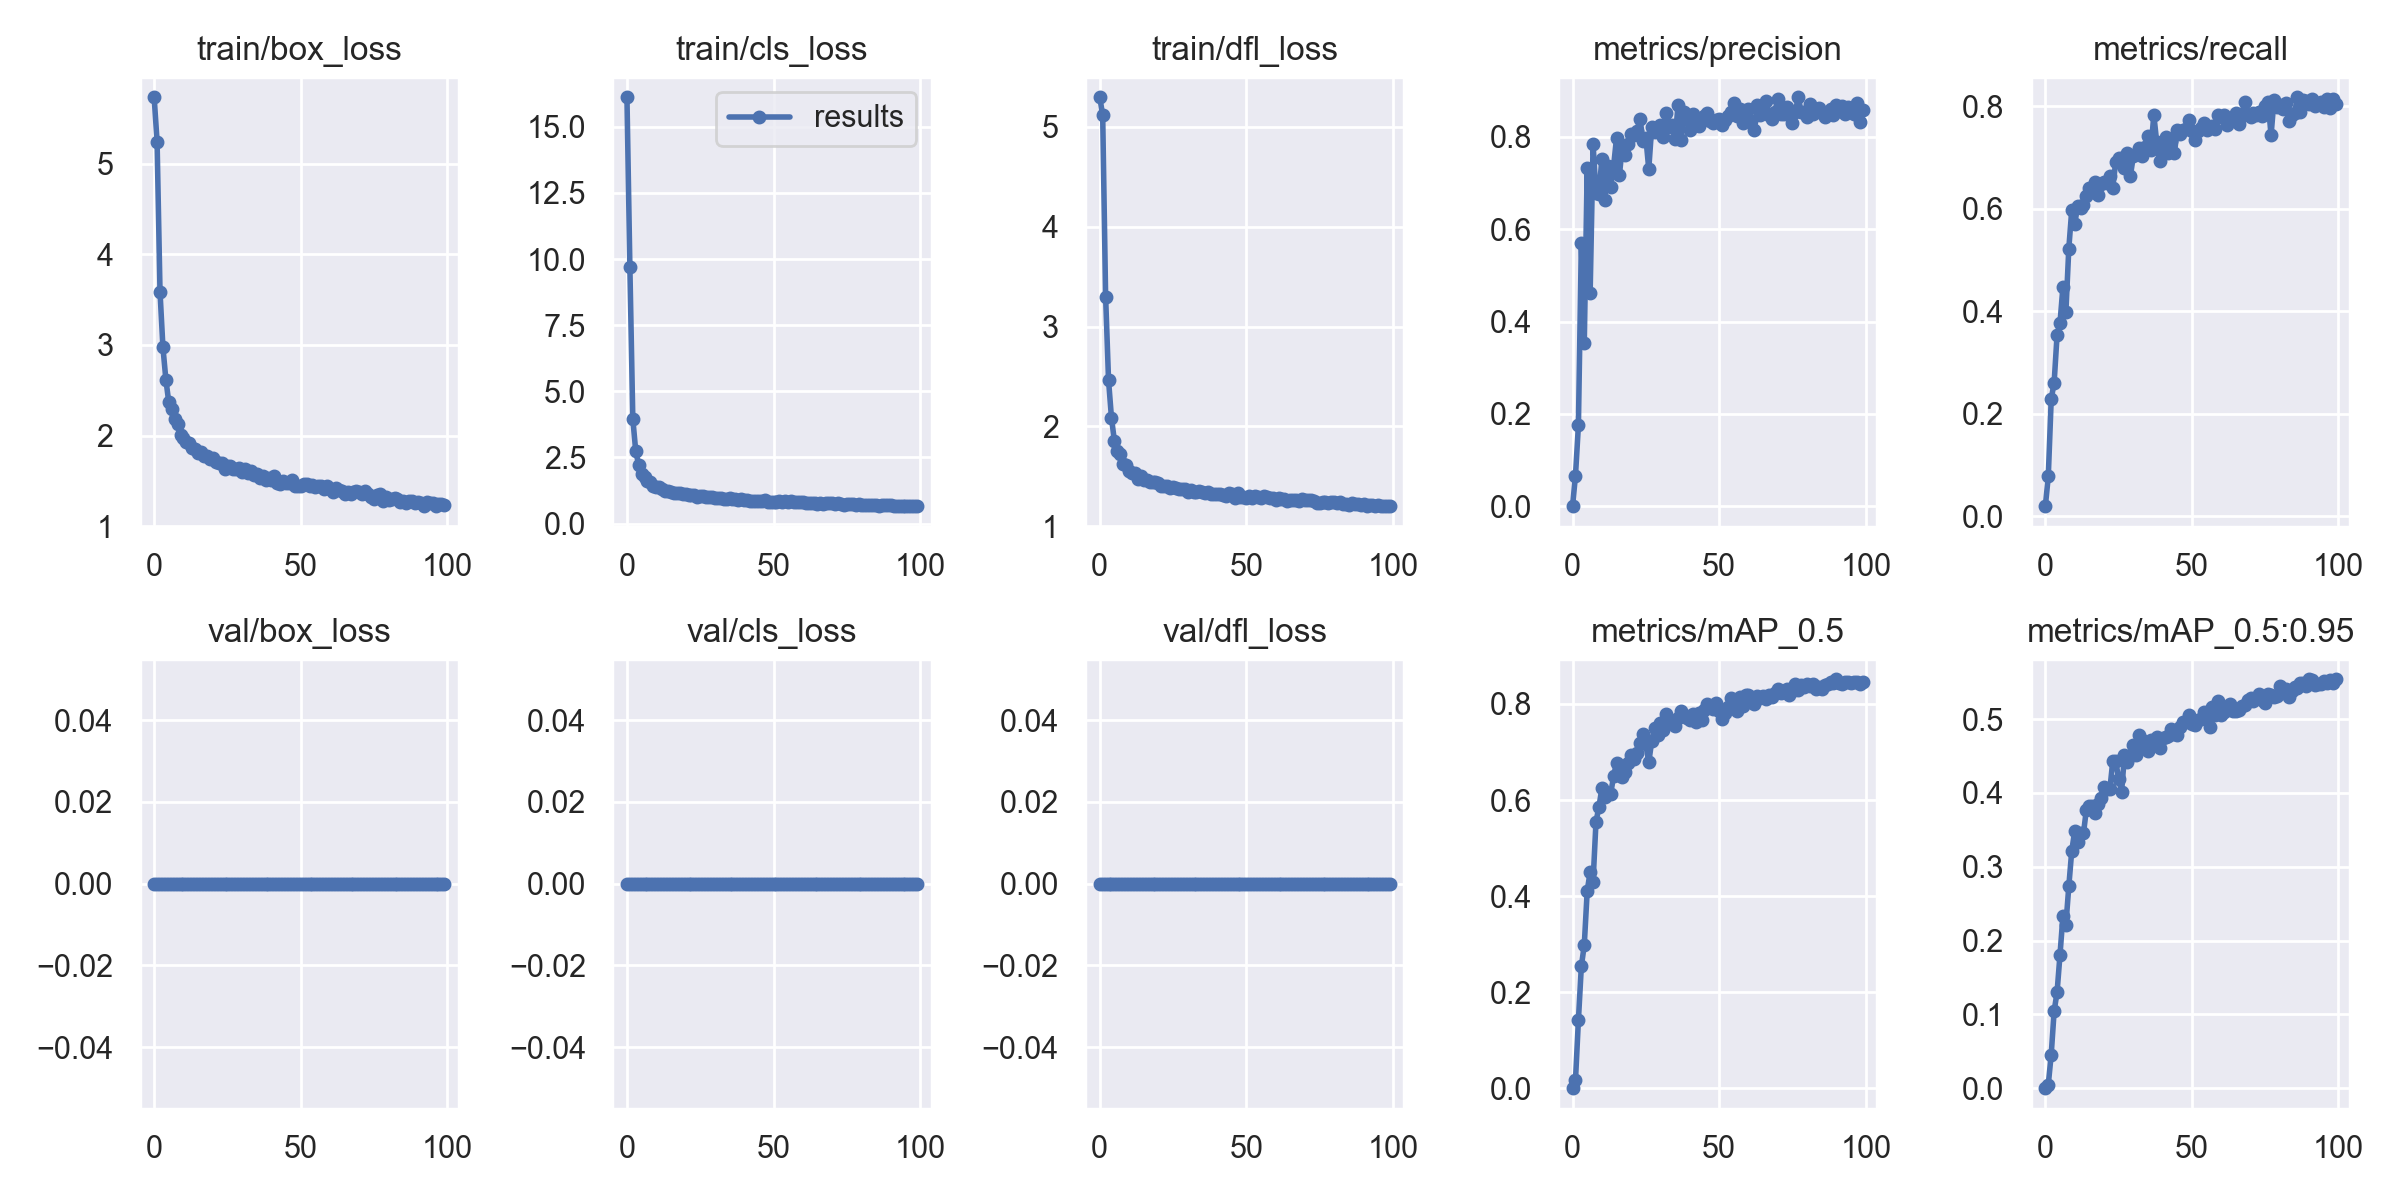 train/box_loss
train/cls_loss
train/dfl_loss
metrics/precision
metrics/recall
results
5
4
3
2
1
15.0
12.5
10.0
7.5
5.0
2.5
0.0
5
4
3
2
1
0.8
0.6
0.4
0.2
0.0
0.8
0.6
0.4
0.2
0.0
0 50 100
0 50 100
0 50 100
0 50 100
0 50 100
val/box_loss
val/cls_loss
val/dfl_loss
metrics/mAP_0.5
metrics/mAP_0.5:0.95
0.04
0.02
0.00
−0.02
−0.04
0.04
0.02
0.00
−0.02
−0.04
0.04
0.02
0.00
−0.02
−0.04
0.8
0.6
0.4
0.2
0.0
0.5
0.4
0.3
0.2
0.1
0.0
0 50 100
0 50 100
0 50 100
0 50 100
0 50 100